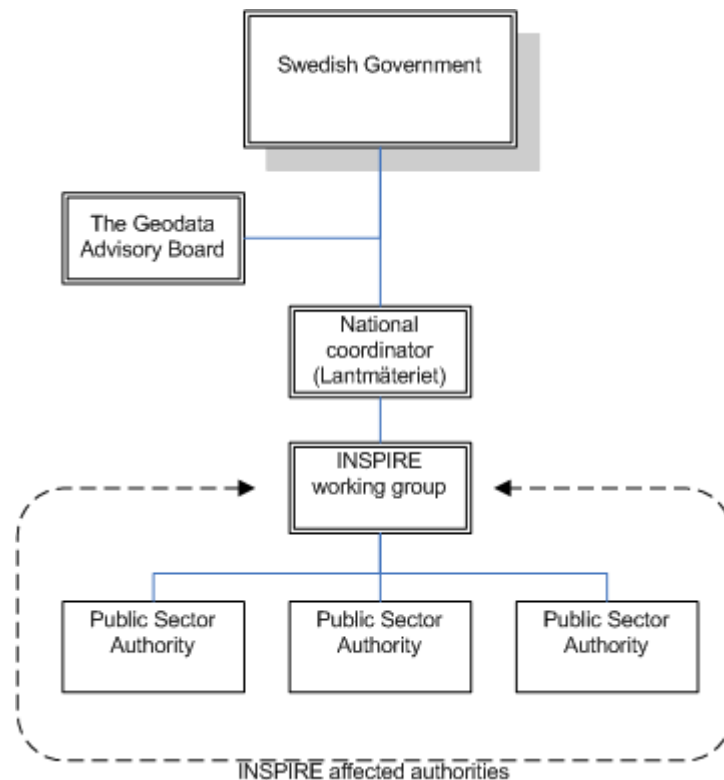 Swedish Government
The Geodata
Advisory Board
National
coordinator
(Lantmäteriet)
INSPIRE
working group
Public Sector
Authority
Public Sector
Authority
Public Sector
Authority
INSPIRE affected authorities